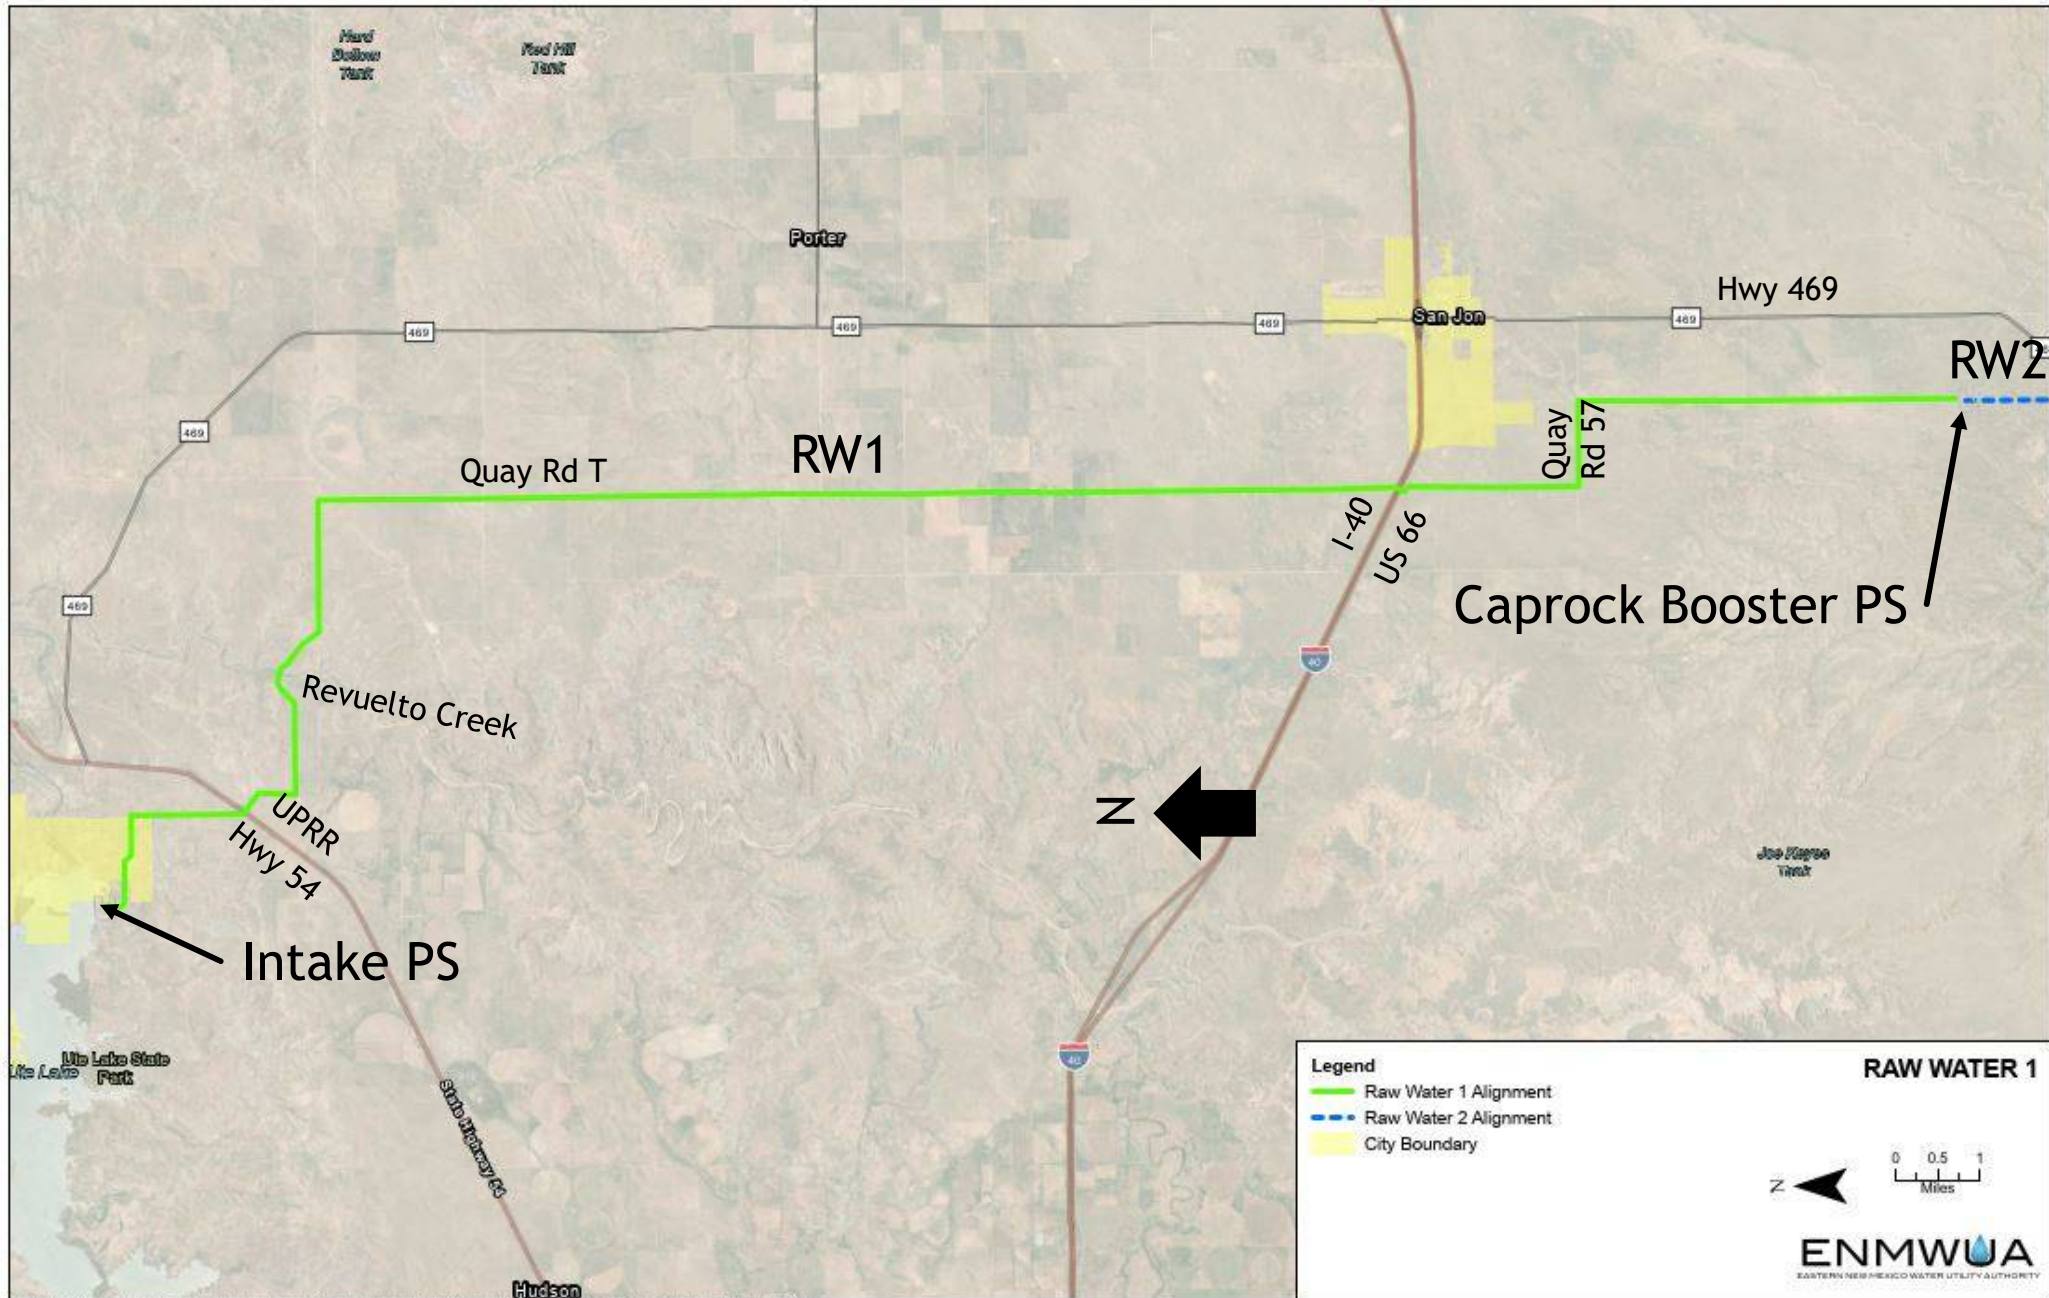 Hard
Bottom
Tank
Red Hill
Tank
Porter
Hwy 469
469
469
469
San Jon
469
RW2
469
Quay
Rd 57
Quay Rd T
RW1
I-40
US 66
Caprock Booster PS
469
40
Revuelto Creek
UPRR
Hwy 54
N
Joe Hayes
Tank
Intake PS
40
Ute Lake State
Park
Ute Lake
State Highway 54
Hudson
Legend
RAW WATER 1
Raw Water 1 Alignment
Raw Water 2 Alignment
City Boundary
0 0.5 1
Miles
N
ENMWUA
EASTERN NEW MEXICO WATER UTILITY AUTHORITY